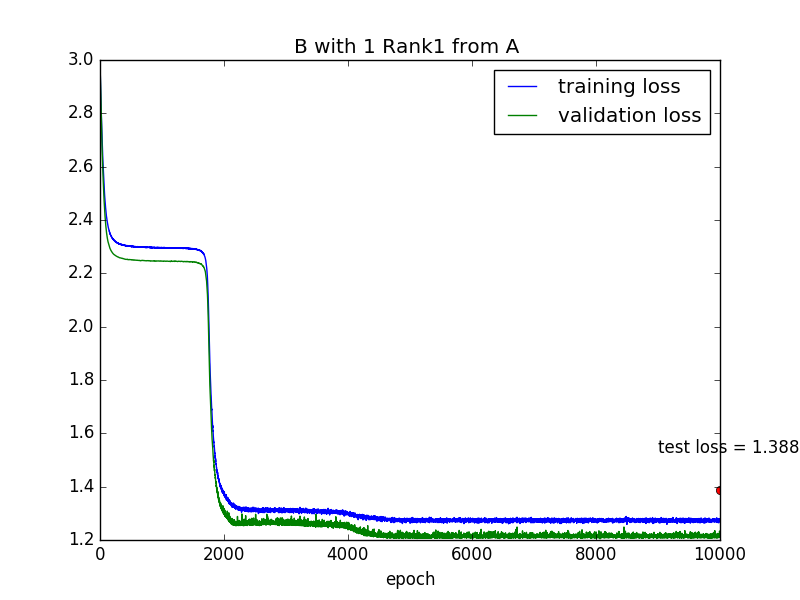 B with 1 Rank1 from A
training loss
validation loss
3.0
2.8
2.6
2.4
2.2
2.0
1.8
1.6
1.4
1.2
test loss = 1.388
0 2000 4000 6000 8000 10000
epoch